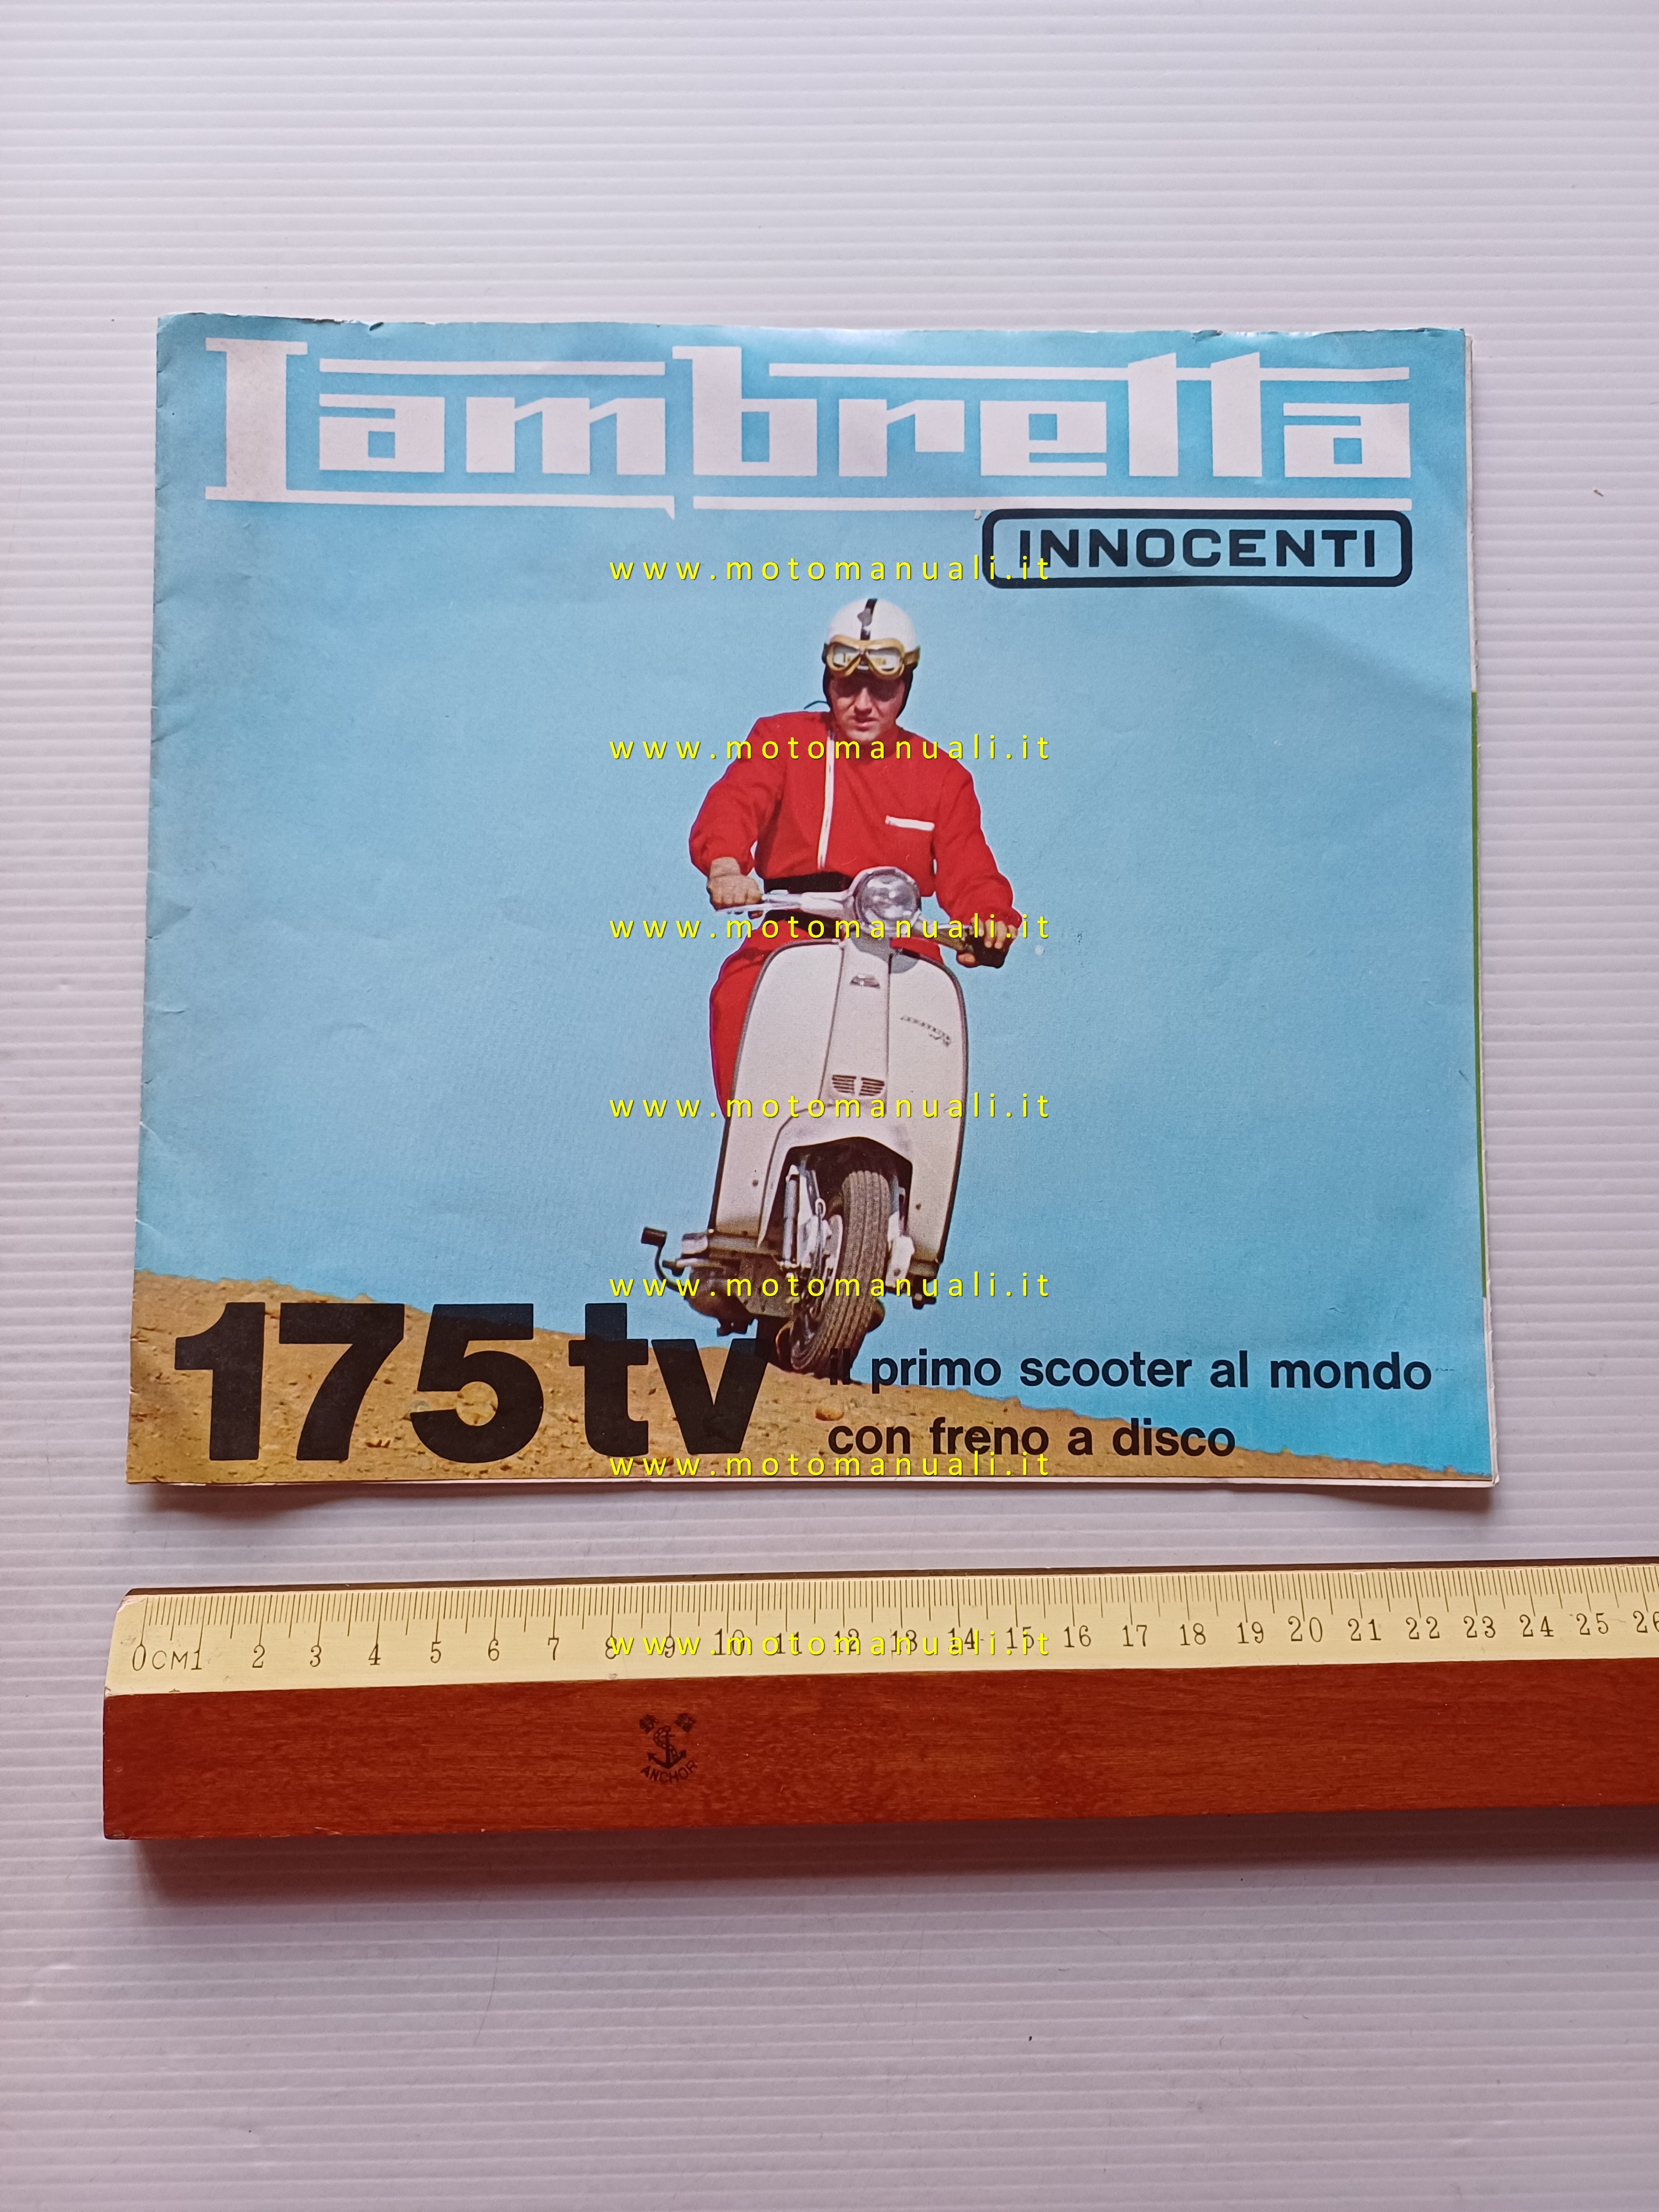 Lambretta
INNOCENTI
www.motomanuali.it
www.motomanuali.it
www.motomanuali.it
www.motomanuali.it
www.motomanuali.it
175 tv
il primo scooter al mondo
con freno a disco
www.motomanuali.it
0CM1 2 3 4 5 6 7 8 9 10 11 12 13 14 15 16 17 18 19 20 21 22 23 24 25 26
www.motomanuali.it
ANCHOR